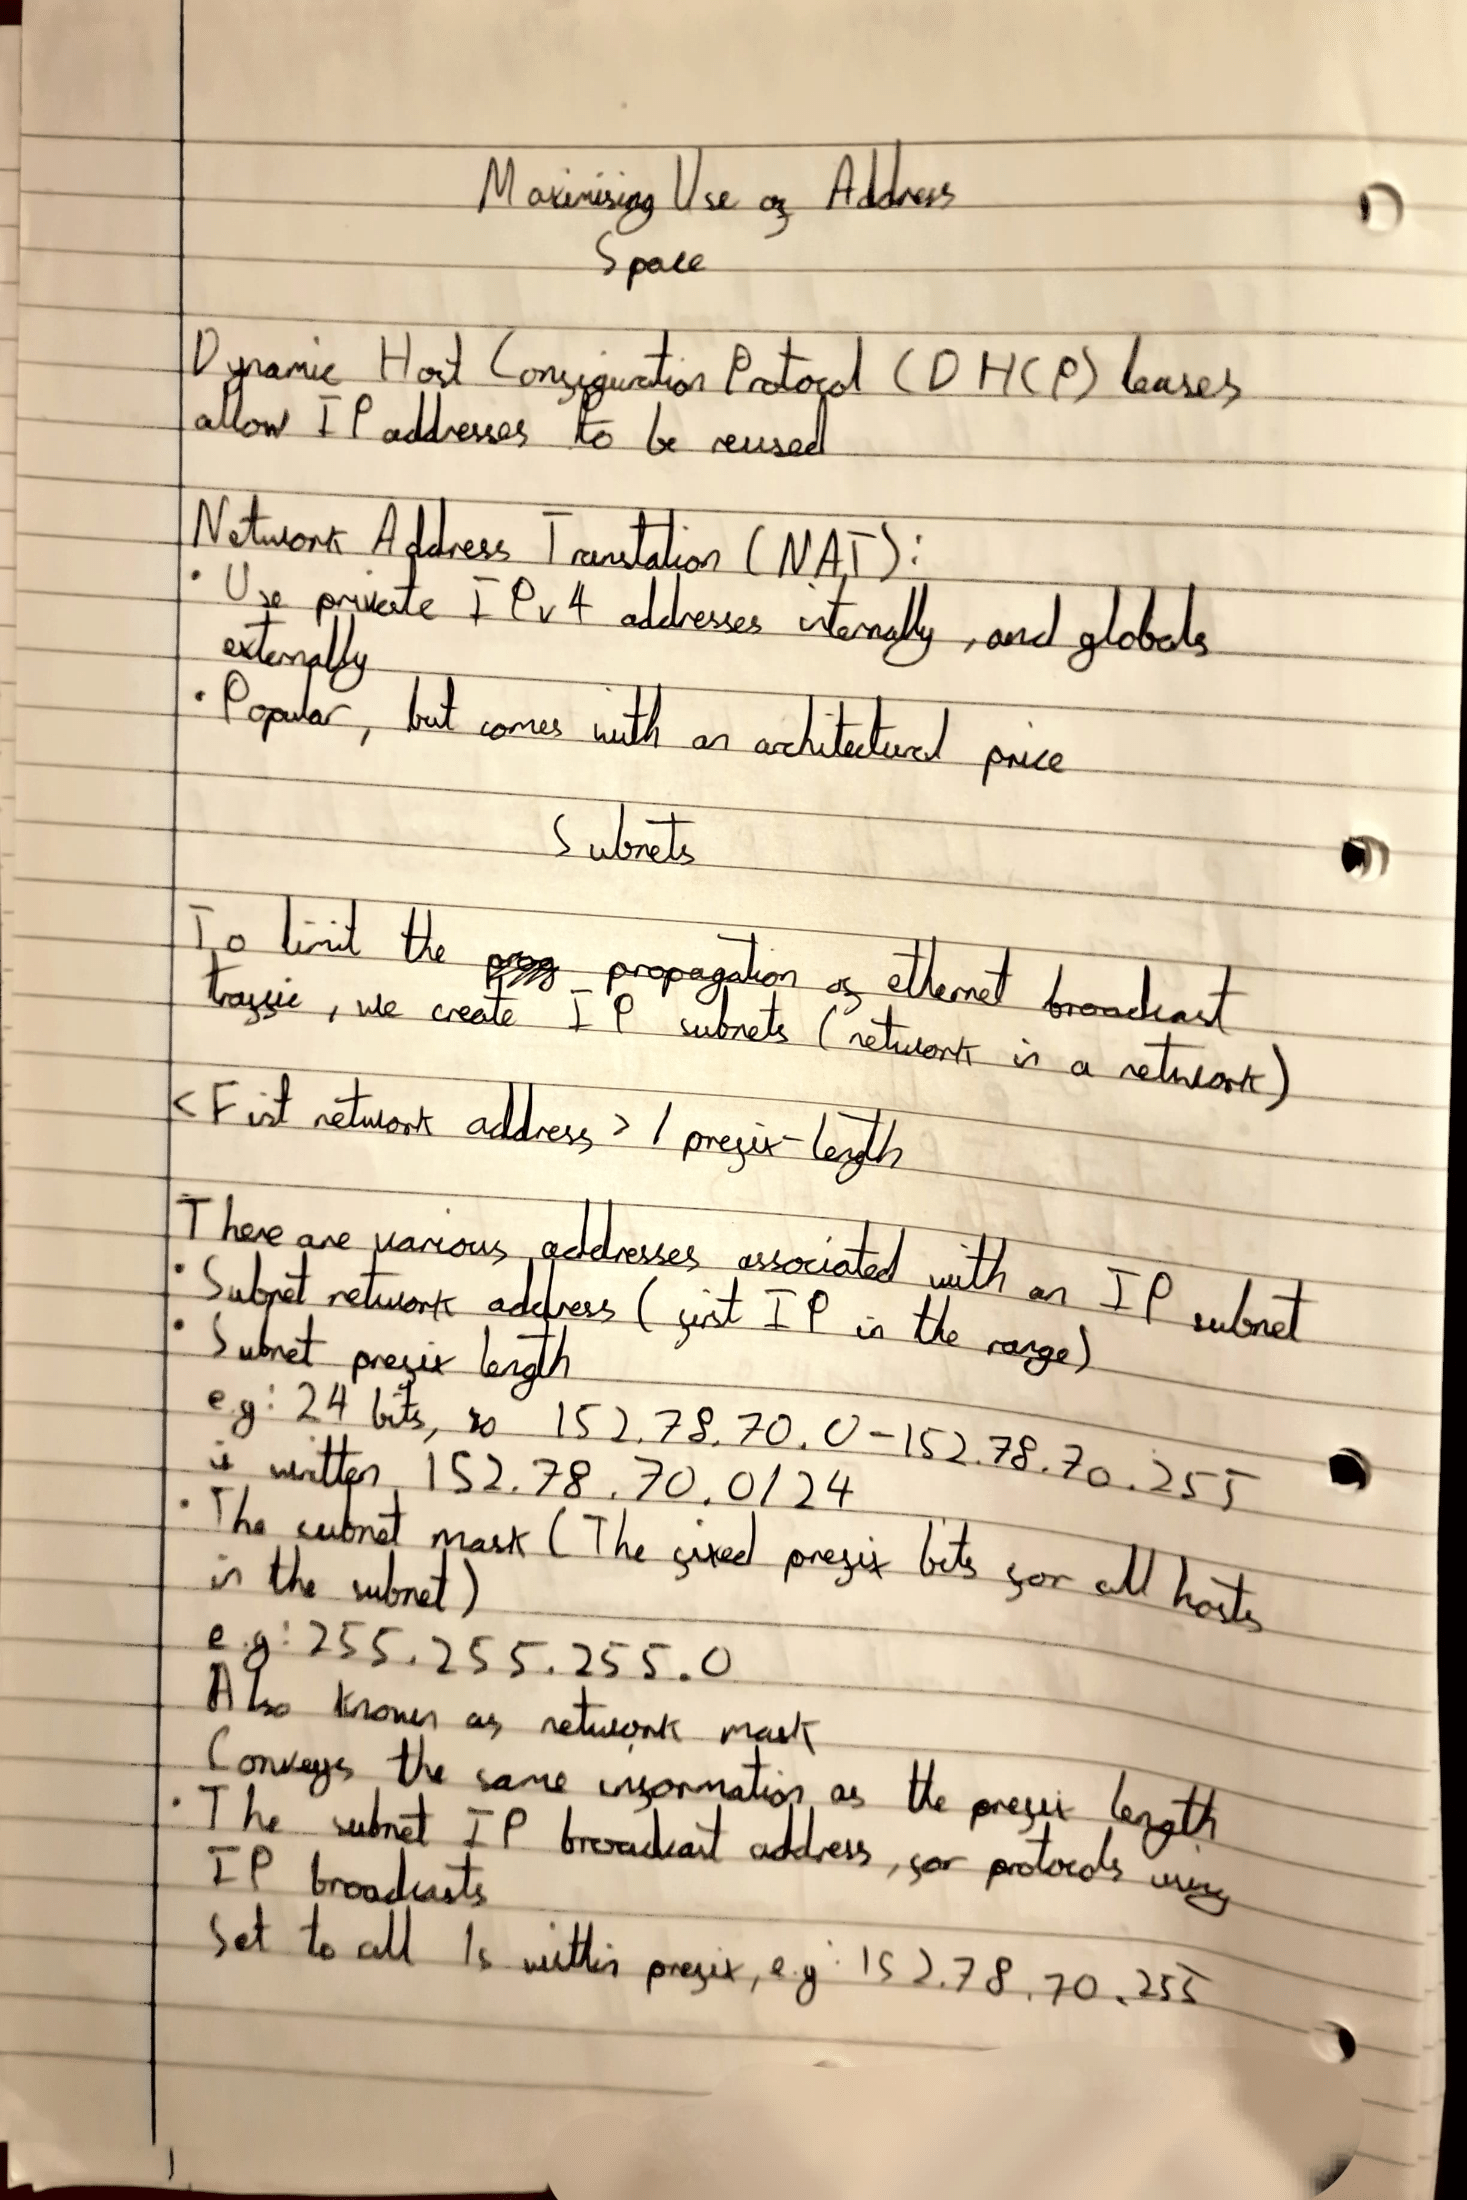 Maximising Use of Address
Space
Dynamic Host Configuration Protocol (DHCP) leases
allow IP addresses to be reused
Network Address Translation (NAT):
• Use private IPv4 addresses internally, and globals
externally
• Popular, but comes with an architectural price
Subnets
To limit the propagation of ethernet broadcast
traffic, we create IP subnets (network in a network)
<First network address> / prefix-length
There are various addresses associated with an IP subnet
• Subnet network address (first IP in the range)
• Subnet prefix length
e.g: 24 bits, so 152.78.70.0-152.78.70.255
is written 152.78.70.0/24
• The subnet mask (The fixed prefix bits for all hosts
in the subnet)
e.g: 255.255.255.0
Also known as network mask
Conveys the same information as the prefix length
• The subnet IP broadcast address, for protocols using
IP broadcasts
Set to all 1s within prefix, e.g: 152.78.70.255